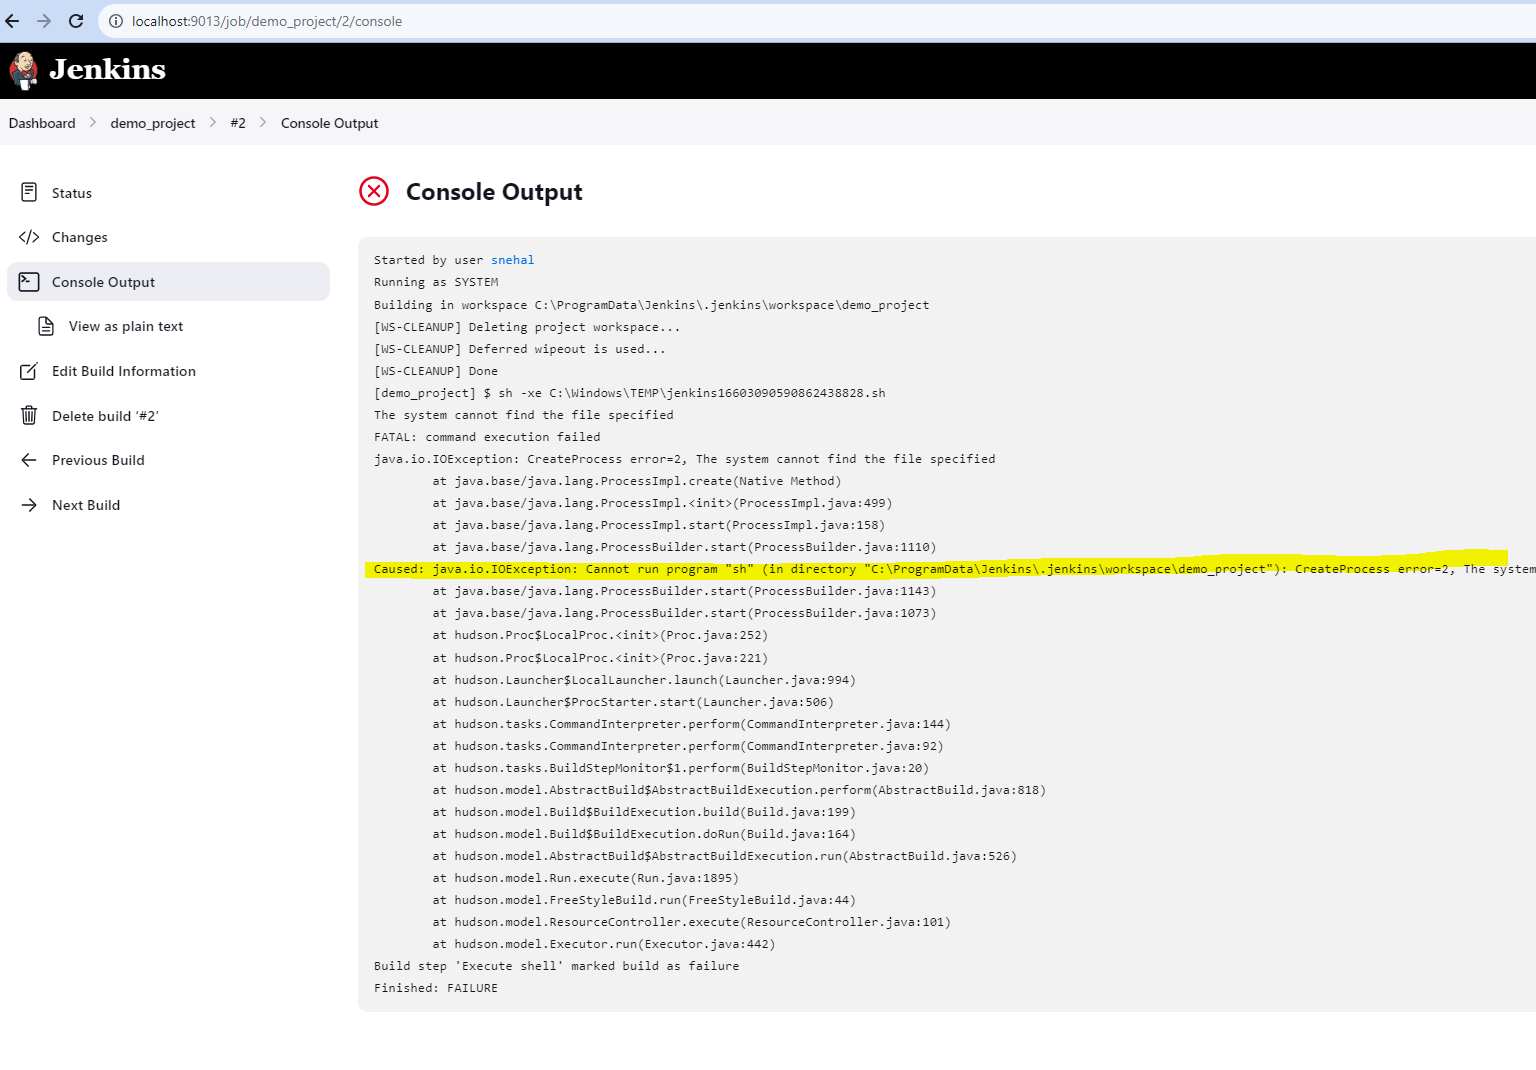 localhost:9013/job/demo_project/2/console
Jenkins
Dashboard > demo_project > #2 > Console Output
Status
Changes
Console Output
View as plain text
Edit Build Information
Delete build ‘#2’
Previous Build
Next Build
Console Output
Started by user snehal
Running as SYSTEM
Building in workspace C:\ProgramData\Jenkins\.jenkins\workspace\demo_project
[WS-CLEANUP] Deleting project workspace...
[WS-CLEANUP] Deferred wipeout is used...
[WS-CLEANUP] Done
[demo_project] $ sh -xe C:\Windows\TEMP\jenkins16603090590862438828.sh
The system cannot find the file specified
FATAL: command execution failed
java.io.IOException: CreateProcess error=2, The system cannot find the file specified
at java.base/java.lang.ProcessImpl.create(Native Method)
at java.base/java.lang.ProcessImpl.<init>(ProcessImpl.java:499)
at java.base/java.lang.ProcessImpl.start(ProcessImpl.java:158)
at java.base/java.lang.ProcessBuilder.start(ProcessBuilder.java:1110)
Caused: java.io.IOException: Cannot run program "sh" (in directory "C:\ProgramData\Jenkins\.jenkins\workspace\demo_project"): CreateProcess error=2, The system
at java.base/java.lang.ProcessBuilder.start(ProcessBuilder.java:1143)
at java.base/java.lang.ProcessBuilder.start(ProcessBuilder.java:1073)
at hudson.Proc$LocalProc.<init>(Proc.java:252)
at hudson.Proc$LocalProc.<init>(Proc.java:221)
at hudson.Launcher$LocalLauncher.launch(Launcher.java:994)
at hudson.Launcher$ProcStarter.start(Launcher.java:506)
at hudson.tasks.CommandInterpreter.perform(CommandInterpreter.java:144)
at hudson.tasks.CommandInterpreter.perform(CommandInterpreter.java:92)
at hudson.tasks.BuildStepMonitor$1.perform(BuildStepMonitor.java:20)
at hudson.model.AbstractBuild$AbstractBuildExecution.perform(AbstractBuild.java:818)
at hudson.model.Build$BuildExecution.build(Build.java:199)
at hudson.model.Build$BuildExecution.doRun(Build.java:164)
at hudson.model.AbstractBuild$AbstractBuildExecution.run(AbstractBuild.java:526)
at hudson.model.Run.execute(Run.java:1895)
at hudson.model.FreeStyleBuild.run(FreeStyleBuild.java:44)
at hudson.model.ResourceController.execute(ResourceController.java:101)
at hudson.model.Executor.run(Executor.java:442)
Build step 'Execute shell' marked build as failure
Finished: FAILURE